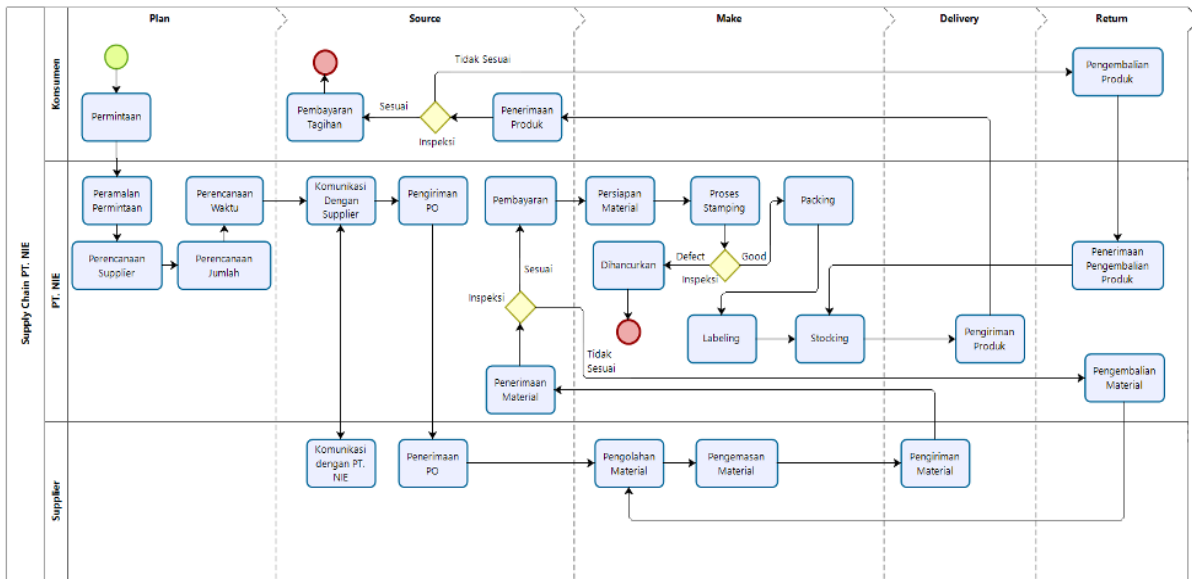 Plan
Source
Make
Delivery
Return
Supply Chain PT. NIE
Konsumen
Permintaan
Pembayaran
Tagihan
Sesuai
Inspeksi
Tidak Sesuai
Penerimaan
Produk
Pengembalian
Produk
PT. NIE
Peramalan
Permintaan
Perencanaan
Supplier
Perencanaan
Waktu
Perencanaan
Jumlah
Komunikasi
Dengan
Supplier
Pengiriman
PO
Pembayaran
Sesuai
Inspeksi
Tidak
Sesuai
Penerimaan
Material
Persiapan
Material
Proses
Stamping
Packing
Dihancurkan
Defect
Good
Inspeksi
Labeling
Stocking
Pengiriman
Produk
Penerimaan
Pengembalian
Produk
Pengembalian
Material
Supplier
Komunikasi
dengan PT.
NIE
Penerimaan
PO
Pengolahan
Material
Pengemasan
Material
Pengiriman
Material